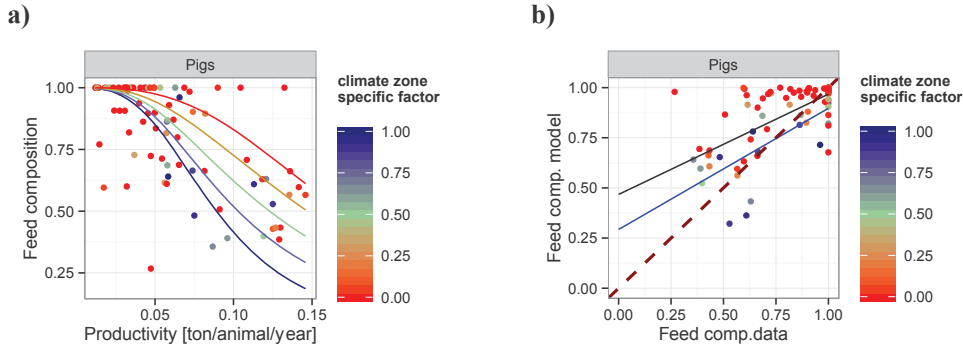 a)
Pigs
Feed composition
1.00
0.75
0.50
0.25
0.05
0.10
0.15
Productivity [ton/animal/year]
climate zone
specific factor
1.00
0.75
0.50
0.25
0.00
b)
Pigs
Feed comp. model
1.00
0.75
0.50
0.25
0.00
0.00
0.25
0.50
0.75
1.00
Feed comp.data
climate zone
specific factor
1.00
0.75
0.50
0.25
0.00